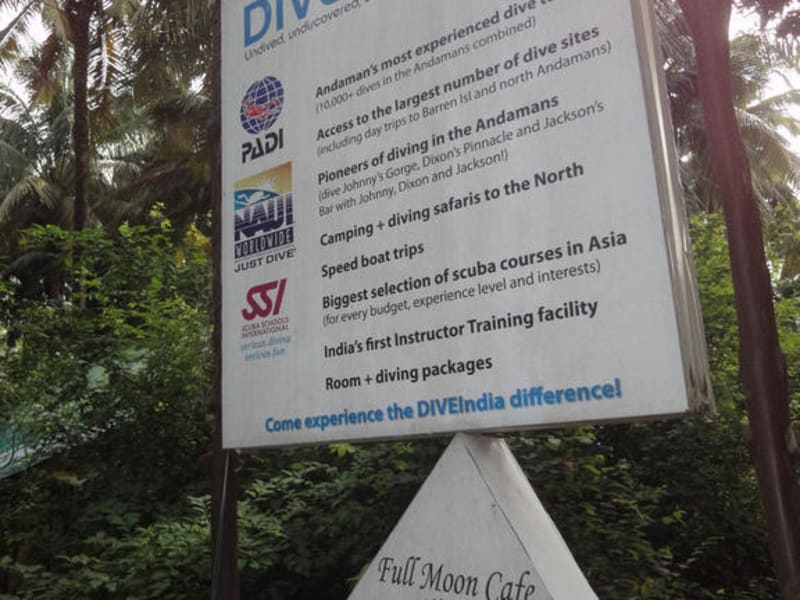 Undived, undiscovered,
Andaman's most experienced dive
(10,000+ dives in the Andamans combined)
Access to the largest number of dive sites
(including day trips to Barren Isl and north Andamans)
Pioneers of diving in the Andamans
(dive Johnny's Gorge, Dixon's Pinnacle and Jackson's
Bar with Johnny, Dixon and Jackson!)
Camping + diving safaris to the North
Speed boat trips
Biggest selection of scuba courses in Asia
(for every budget, experience level and interests)
India's first Instructor Training facility
Room + diving packages
Come experience the DIVEIndia difference!
PADI
NAUI
WORLDWIDE
JUST DIVE
SSI
SCUBA SCHOOLS
INTERNATIONAL
serious diving
serious fun
Full Moon Cafe